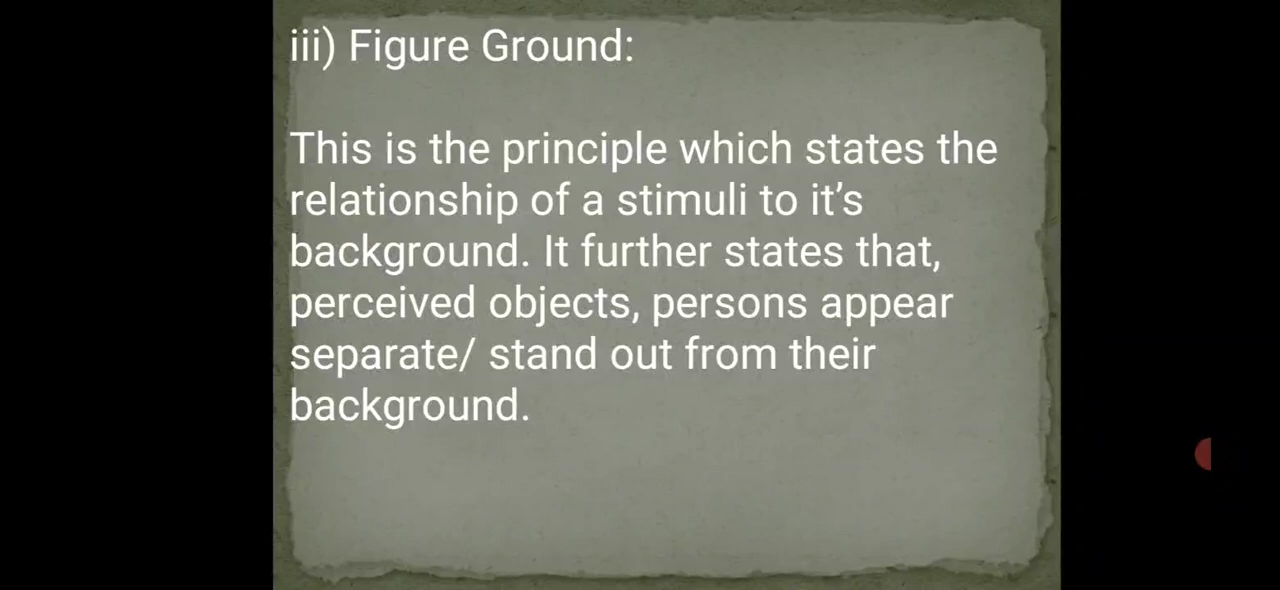 iii) Figure Ground:
This is the principle which states the
relationship of a stimuli to it’s
background. It further states that,
perceived objects, persons appear
separate/ stand out from their
background.